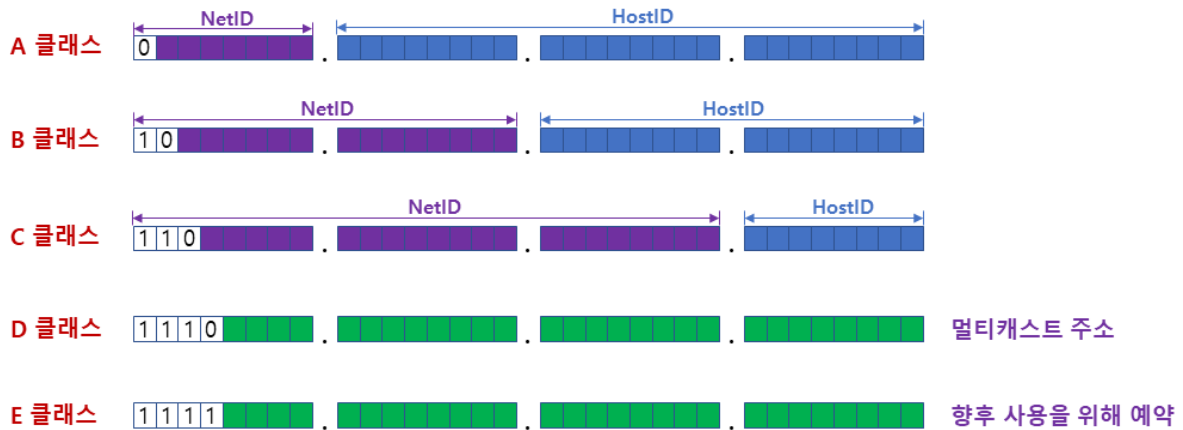 NetID HostID
A 클래스 0 . . .
NetID HostID
B 클래스 1 0 . . .
NetID HostID
C 클래스 1 1 0 . . .
D 클래스 1 1 1 0 . . . 멀티캐스트 주소
E 클래스 1 1 1 1 . . . 향후 사용을 위해 예약